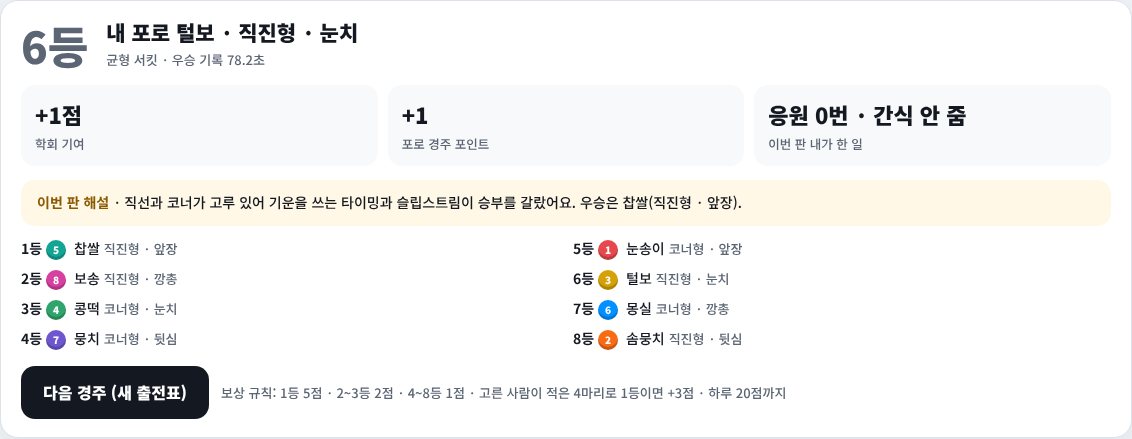 6등
내 포로 털보 · 직진형 · 눈치
균형 서킷 · 우승 기록 78.2초
+1점
학회 기여
+1
포로 경주 포인트
응원 0번 · 간식 안 줌
이번 판 내가 한 일
이번 판 해설 · 직선과 코너가 고루 있어 기운을 쓰는 타이밍과 슬립스트림이 승부를 갈랐어요. 우승은 찹쌀(직진형 · 앞장).
1등 5 찹쌀 직진형 · 앞장
2등 8 보송 직진형 · 깡총
3등 4 콩떡 코너형 · 눈치
4등 7 뭉치 코너형 · 뒷심
5등 1 눈송이 코너형 · 앞장
6등 3 털보 직진형 · 눈치
7등 6 몽실 코너형 · 깡총
8등 2 솜뭉치 직진형 · 뒷심
다음 경주 (새 출전표)
보상 규칙: 1등 5점 · 2~3등 2점 · 4~8등 1점 · 고른 사람이 적은 4마리로 1등이면 +3점 · 하루 20점까지